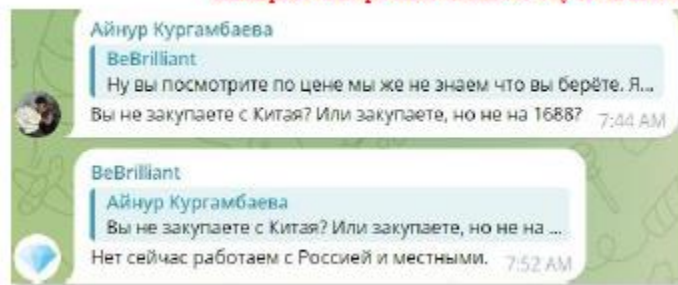 Айнур Кургамбаева
BeBrilliant
Ну вы посмотрите по цене мы же не знаем что вы берёте. Я...
Вы не закупаете с Китая? Или закупаете, но не на 1688?
7:44 AM
BeBrilliant
Айнур Кургамбаева
Вы не закупаете с Китая? Или закупаете, но не на ...
Нет сейчас работаем с Россией и местными.
7:52 AM